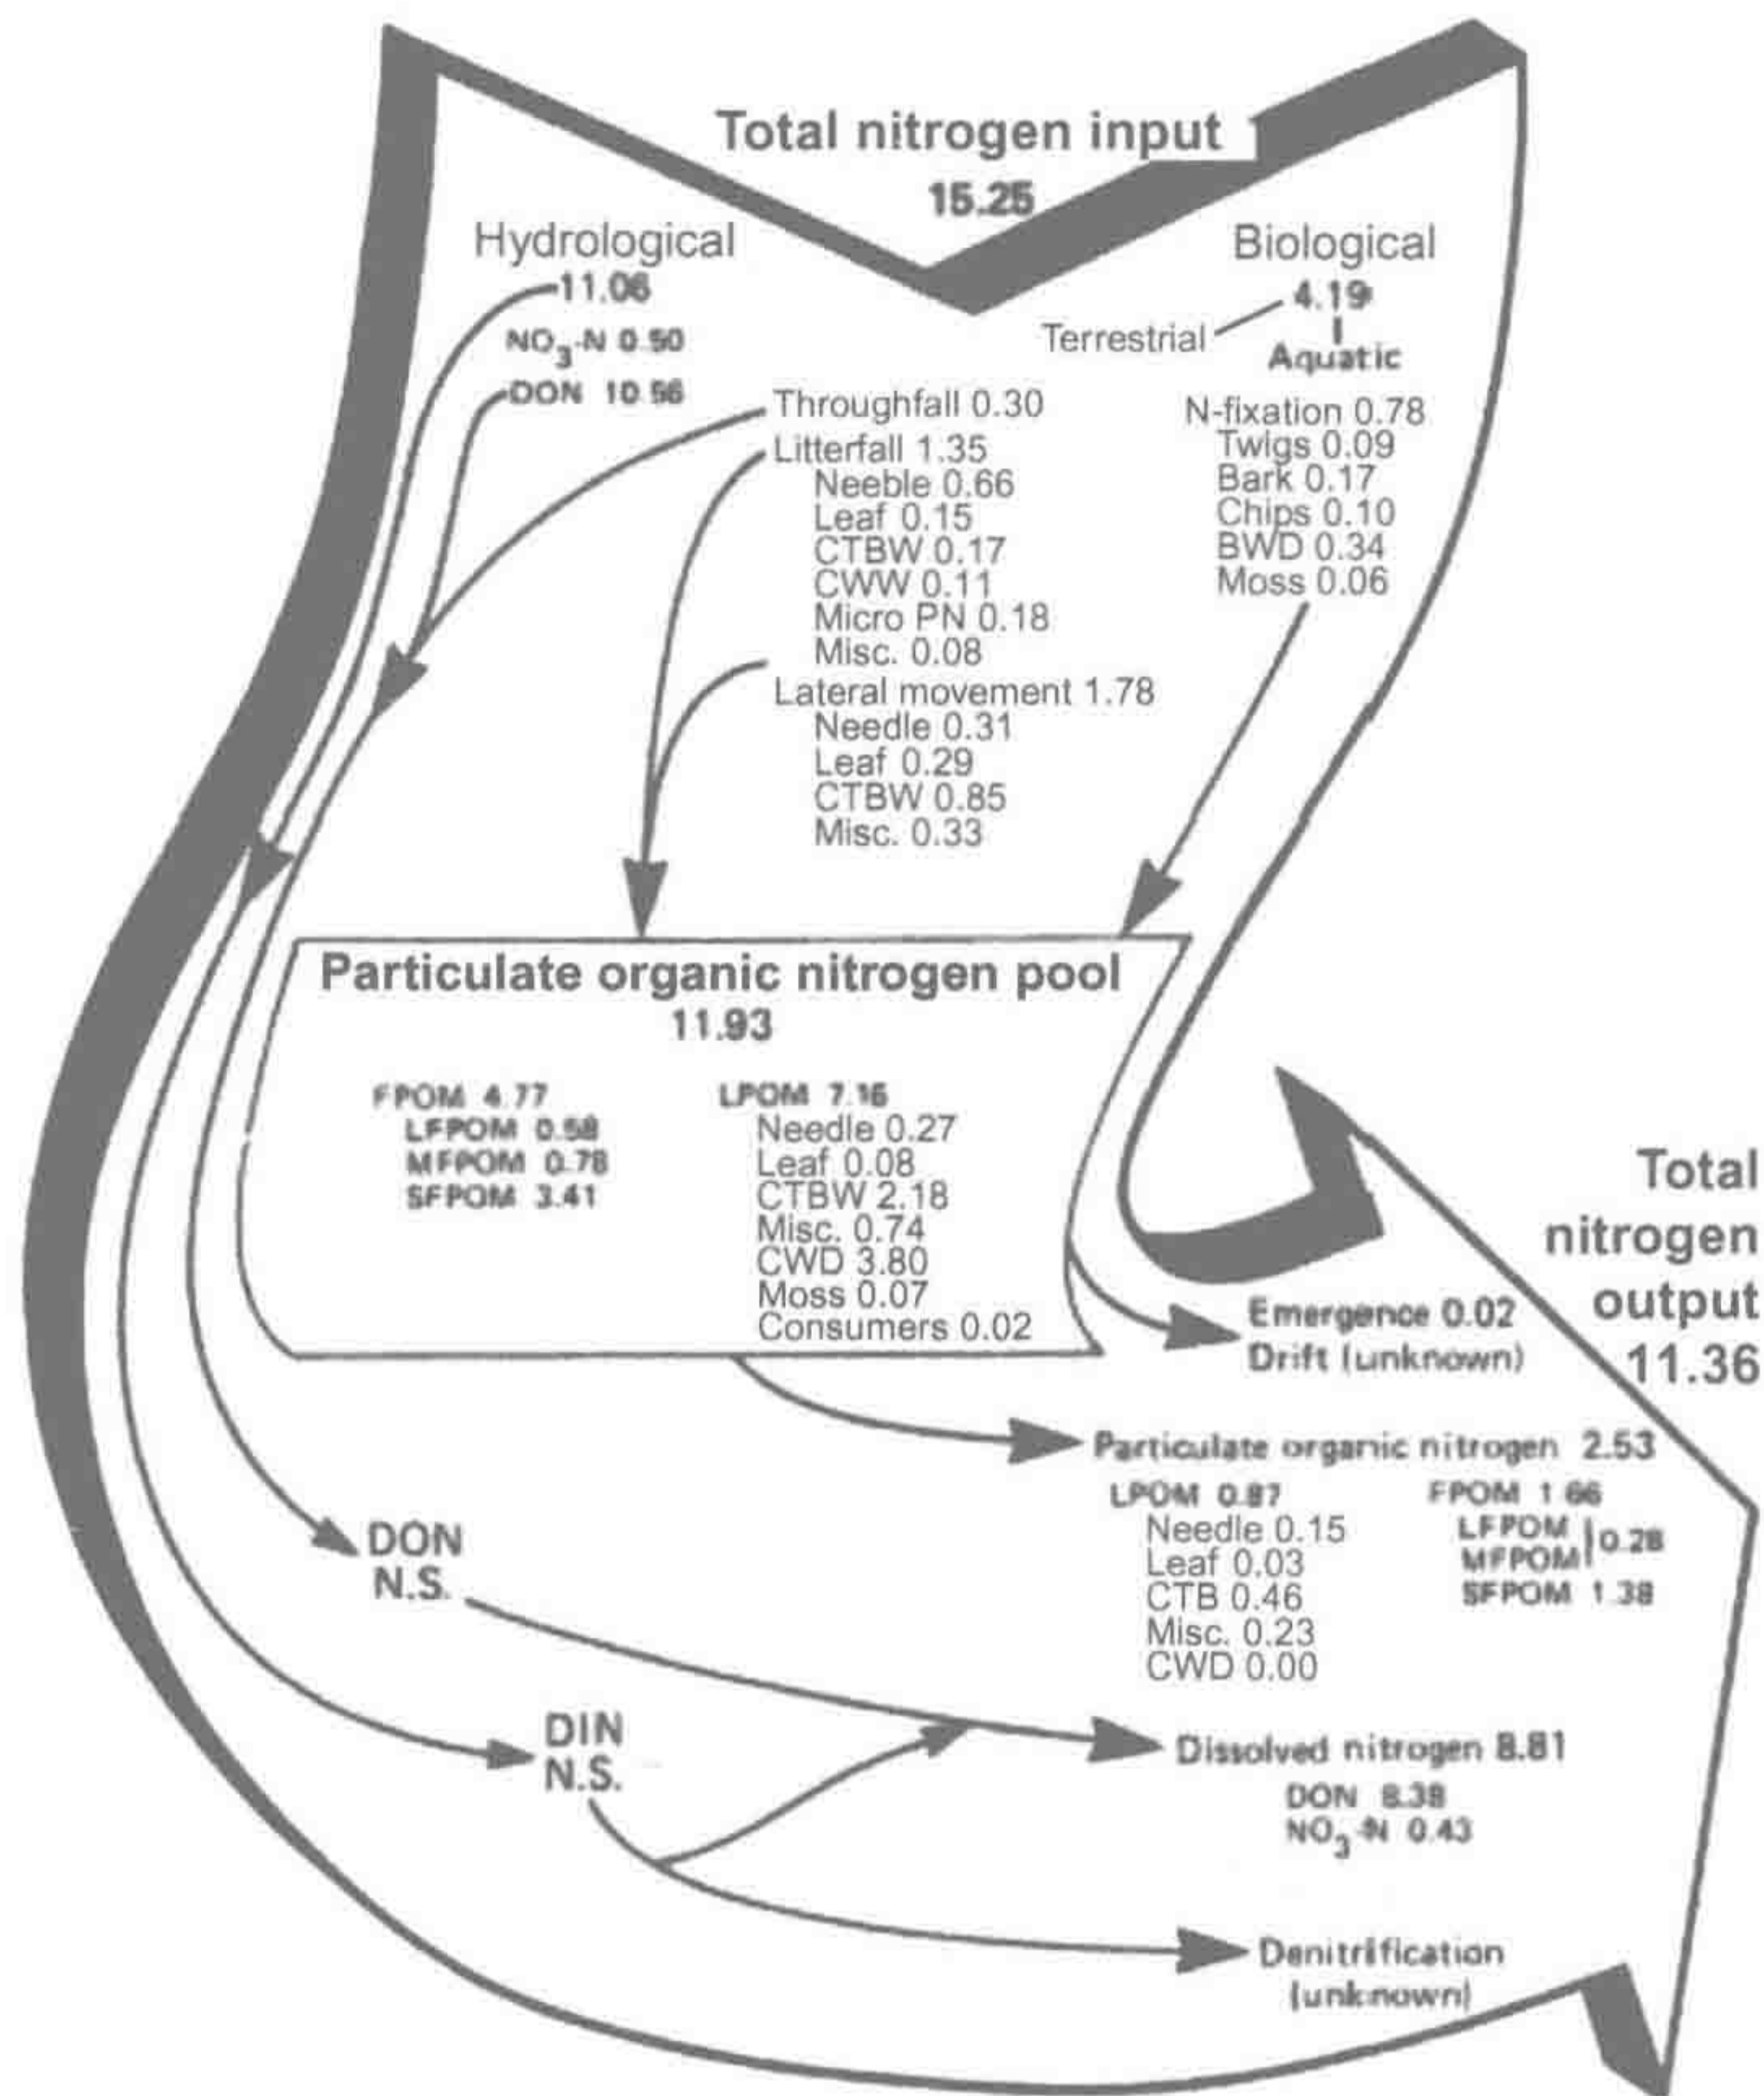 Total nitrogen input
15.25
Hydrological
11.06
NO₃-N 0.50
DON 10.56
Biological
4.19
Terrestrial
Aquatic
Throughfall 0.30
Litterfall 1.35
Neeble 0.66
Leaf 0.15
CTBW 0.17
CWW 0.11
Micro PN 0.18
Misc. 0.08
Lateral movement 1.78
Needle 0.31
Leaf 0.29
CTBW 0.85
Misc. 0.33
N-fixation 0.78
Twigs 0.09
Bark 0.17
Chips 0.10
BWD 0.34
Moss 0.06
Particulate organic nitrogen pool
11.93
FPOM 4.77
LFPOM 0.58
MFPOM 0.78
SFPOM 3.41
LPOM 7.16
Needle 0.27
Leaf 0.08
CTBW 2.18
Misc. 0.74
CWD 3.80
Moss 0.07
Consumers 0.02
Total
nitrogen
output
11.36
Emergence 0.02
Drift (unknown)
Particulate organic nitrogen 2.53
LPOM 0.87
Needle 0.15
Leaf 0.03
CTB 0.46
Misc. 0.23
CWD 0.00
FPOM 1.66
LFPOM
MFPOM
0.28
SFPOM 1.38
DON
N.S.
DIN
N.S.
Dissolved nitrogen 8.81
DON 8.38
NO₃-N 0.43
Denitrification
(unknown)